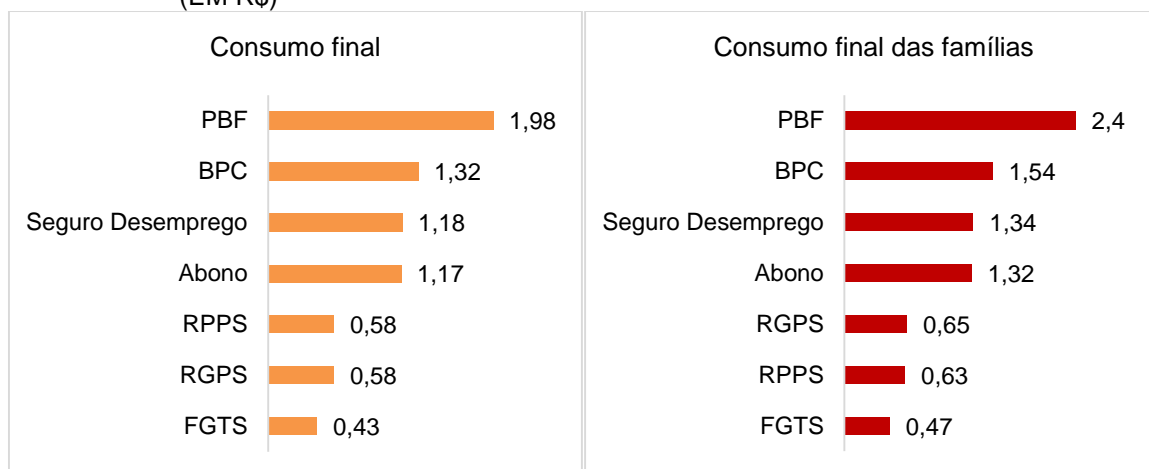 (EM R$)
Consumo final
PBF 1,98
BPC 1,32
Seguro Desemprego 1,18
Abono 1,17
RPPS 0,58
RGPS 0,58
FGTS 0,43
Consumo final das famílias
PBF 2,4
BPC 1,54
Seguro Desemprego 1,34
Abono 1,32
RGPS 0,65
RPPS 0,63
FGTS 0,47